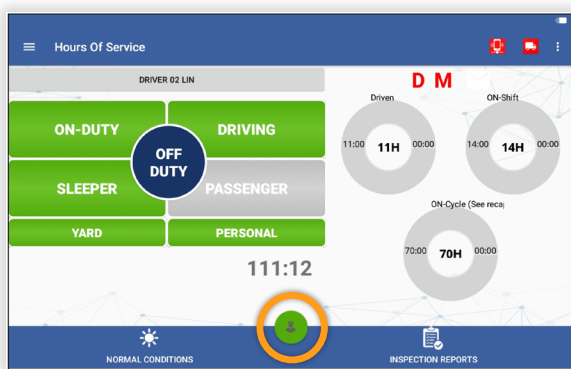 Hours Of Service
DRIVER 02 LIN
D M
ON-DUTY
DRIVING
OFF
DUTY
SLEEPER
PASSENGER
YARD
PERSONAL
111:12
Driven
11:00
11H
00:00
ON-Shift
14:00
14H
00:00
ON-Cycle (See reca
70:00
70H
00:00
NORMAL CONDITIONS
INSPECTION REPORTS